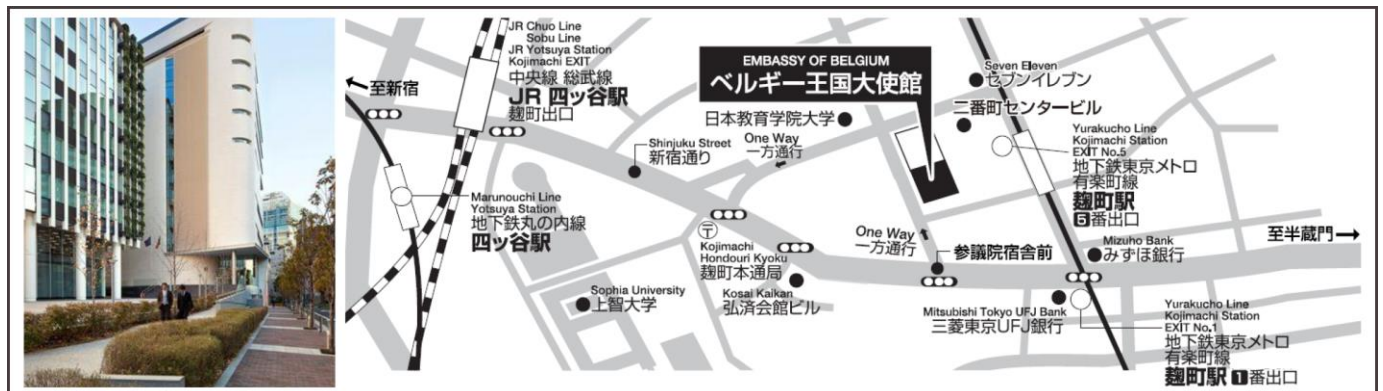 JR Chuo Line
Sobu Line
JR Yotsuya Station
Kojimachi EXIT
中央線 総武線
JR 四ッ谷駅
麹町出口
至新宿
EMBASSY OF BELGIUM
ベルギー王国大使館
Seven Eleven
セブンイレブン
二番町センタービル
日本教育学院大学
One Way
一方通行
Shinjuku Street
新宿通り
Yurakucho Line
Kojimachi Station
EXIT No.5
地下鉄東京メトロ
有楽町線
麹町駅
5番出口
Marunouchi Line
Yotsuya Station
地下鉄丸の内線
四ッ谷駅
〒
Kojimachi
Hondouri Kyoku
麹町本通局
One Way
一方通行
参議院宿舎前
Mizuho Bank
みずほ銀行
至半蔵門
Sophia University
上智大学
Kosai Kaikan
弘済会館ビル
Mitsubishi Tokyo UFJ Bank
三菱東京UFJ銀行
Yurakucho Line
Kojimachi Station
EXIT No.1
地下鉄東京メトロ
有楽町線
麹町駅 1番出口